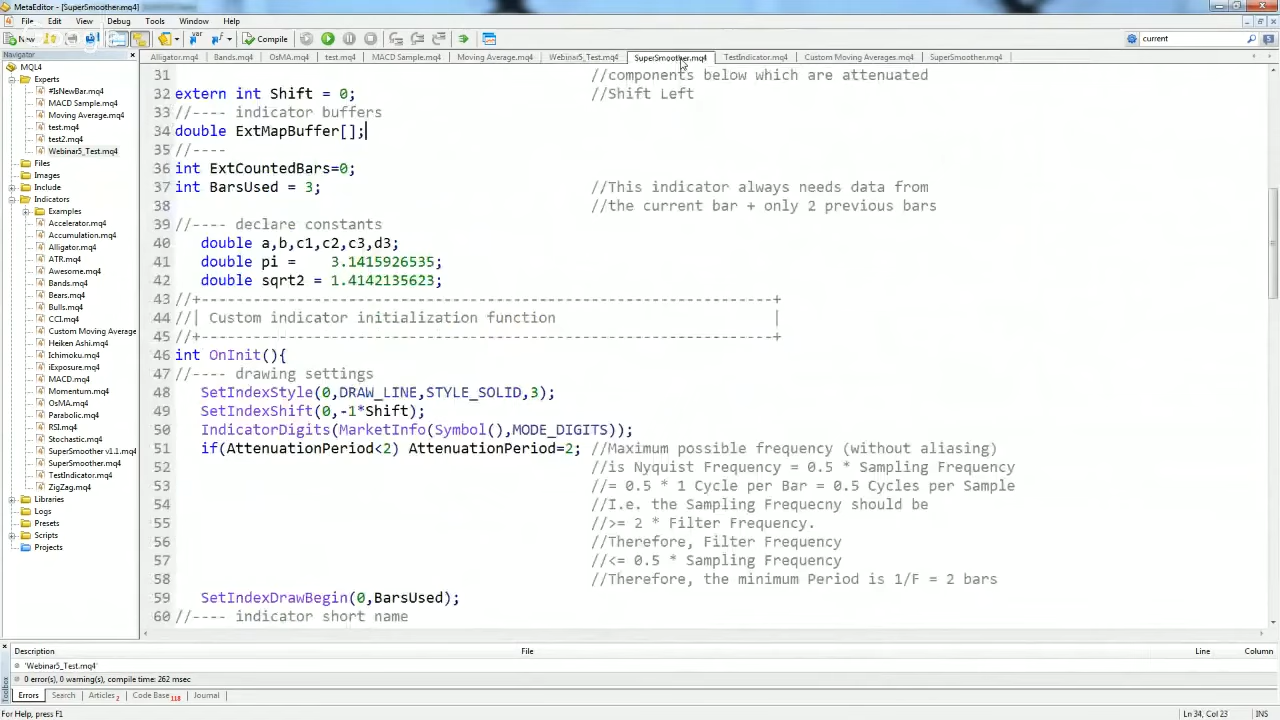 MetaEditor - [SuperSmoother.mq4]
File Edit View Debug Tools Window Help
New Compile current
Navigator
Alligator.mq4 Bands.mq4 OsMA.mq4 test.mq4 MACD Sample.mq4 Moving Average.mq4 Webinar5_Test.mq4 SuperSmoother.mq4 TestIndicator.mq4 Custom Moving Averages.mq4 SuperSmoother.mq4
MQL4
Experts
#IsNewBar.mq4
MACD Sample.mq4
Moving Average.mq4
test.mq4
test2.mq4
Webinar5_Test.mq4
Files
Images
Include
Indicators
Examples
Accelerator.mq4
Accumulation.mq4
Alligator.mq4
ATR.mq4
Awesome.mq4
Bands.mq4
Bears.mq4
Bulls.mq4
CCI.mq4
Custom Moving Average
Heiken Ashi.mq4
Ichimoku.mq4
iExposure.mq4
MACD.mq4
Momentum.mq4
OsMA.mq4
Parabolic.mq4
RSI.mq4
Stochastic.mq4
SuperSmoother v1.1.mq4
SuperSmoother.mq4
TestIndicator.mq4
ZigZag.mq4
Libraries
Logs
Presets
Scripts
Projects
31 //components below which are attenuated
32 extern int Shift = 0; //Shift Left
33 //---- indicator buffers
34 double ExtMapBuffer[];
35 //----
36 int ExtCountedBars=0;
37 int BarsUsed = 3; //This indicator always needs data from
38 //the current bar + only 2 previous bars
39 //---- declare constants
40 double a,b,c1,c2,c3,d3;
41 double pi = 3.1415926535;
42 double sqrt2 = 1.4142135623;
43 //+------------------------------------------------------------------+
44 //| Custom indicator initialization function |
45 //+------------------------------------------------------------------+
46 int OnInit(){
47 //---- drawing settings
48 SetIndexStyle(0,DRAW_LINE,STYLE_SOLID,3);
49 SetIndexShift(0,-1*Shift);
50 IndicatorDigits(MarketInfo(Symbol(),MODE_DIGITS));
51 if(AttenuationPeriod<2) AttenuationPeriod=2; //Maximum possible frequency (without aliasing)
52 //is Nyquist Frequency = 0.5 * Sampling Frequency
53 //= 0.5 * 1 Cycle per Bar = 0.5 Cycles per Sample
54 //I.e. the Sampling Frequecny should be
55 //>= 2 * Filter Frequency.
56 //Therefore, Filter Frequency
57 //<= 0.5 * Sampling Frequency
58 //Therefore, the minimum Period is 1/F = 2 bars
59 SetIndexDrawBegin(0,BarsUsed);
60 //---- indicator short name
Description File Line Column
'Webinar5_Test.mq4'
0 error(s), 0 warning(s), compile time: 262 msec
Toolbox
Errors Search Articles 2 Code Base 118 Journal
For Help, press F1 Ln 34, Col 23 INS